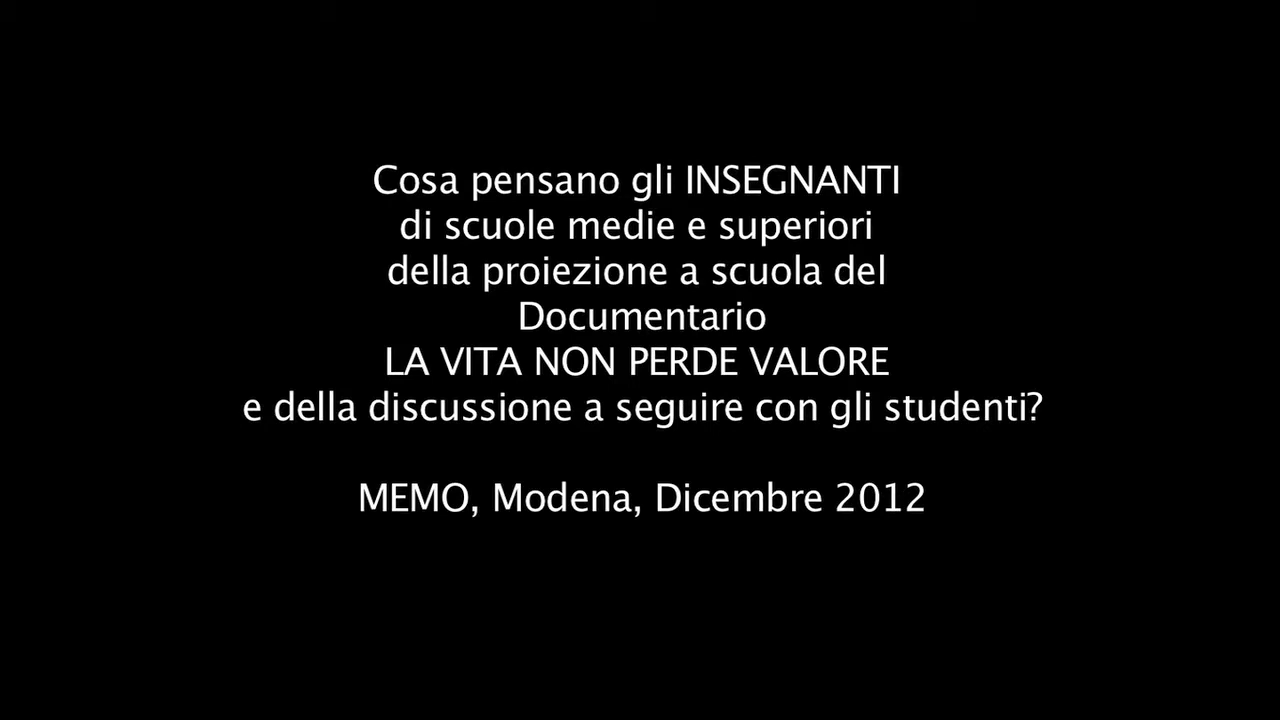 Cosa pensano gli INSEGNANTI
di scuole medie e superiori
della proiezione a scuola del
Documentario
LA VITA NON PERDE VALORE
e della discussione a seguire con gli studenti?
MEMO, Modena, Dicembre 2012